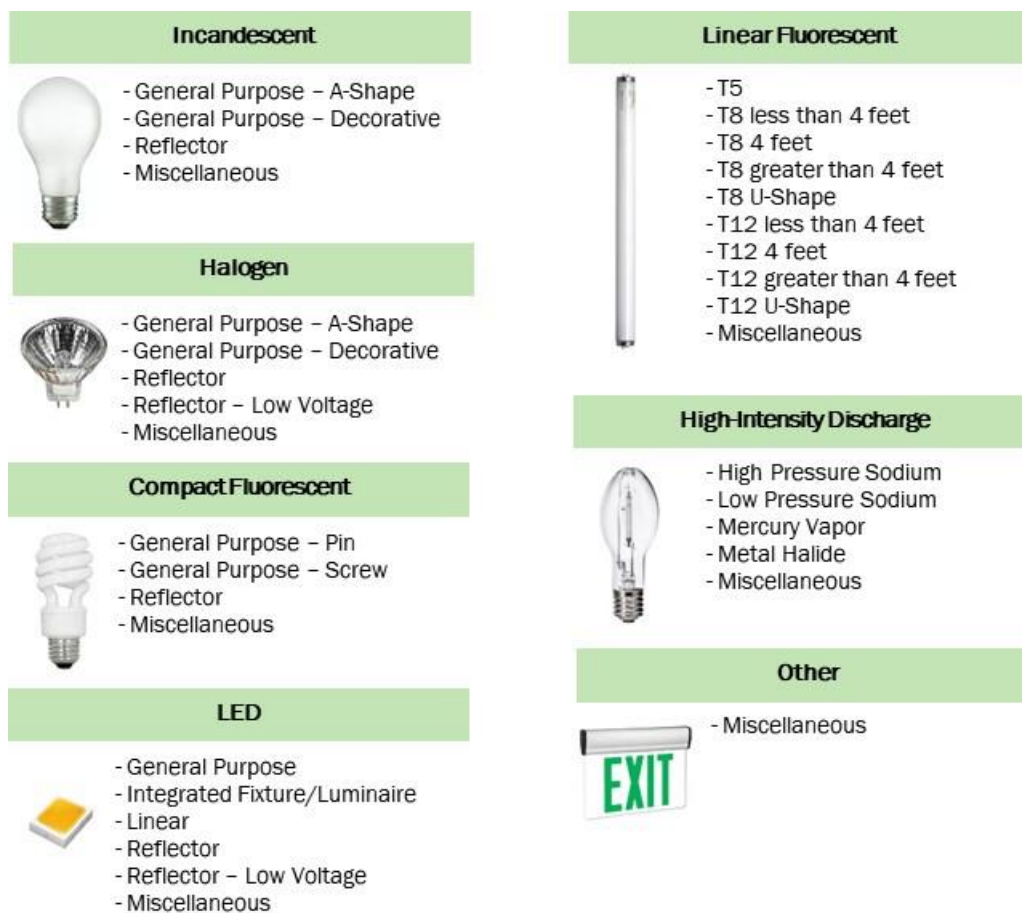 Incandescent
- General Purpose – A-Shape
- General Purpose – Decorative
- Reflector
- Miscellaneous
Halogen
- General Purpose – A-Shape
- General Purpose – Decorative
- Reflector
- Reflector – Low Voltage
- Miscellaneous
Compact Fluorescent
- General Purpose – Pin
- General Purpose – Screw
- Reflector
- Miscellaneous
LED
- General Purpose
- Integrated Fixture/Luminaire
- Linear
- Reflector
- Reflector – Low Voltage
- Miscellaneous
Linear Fluorescent
- T5
- T8 less than 4 feet
- T8 4 feet
- T8 greater than 4 feet
- T8 U-Shape
- T12 less than 4 feet
- T12 4 feet
- T12 greater than 4 feet
- T12 U-Shape
- Miscellaneous
High-Intensity Discharge
- High Pressure Sodium
- Low Pressure Sodium
- Mercury Vapor
- Metal Halide
- Miscellaneous
Other
- Miscellaneous
EXIT